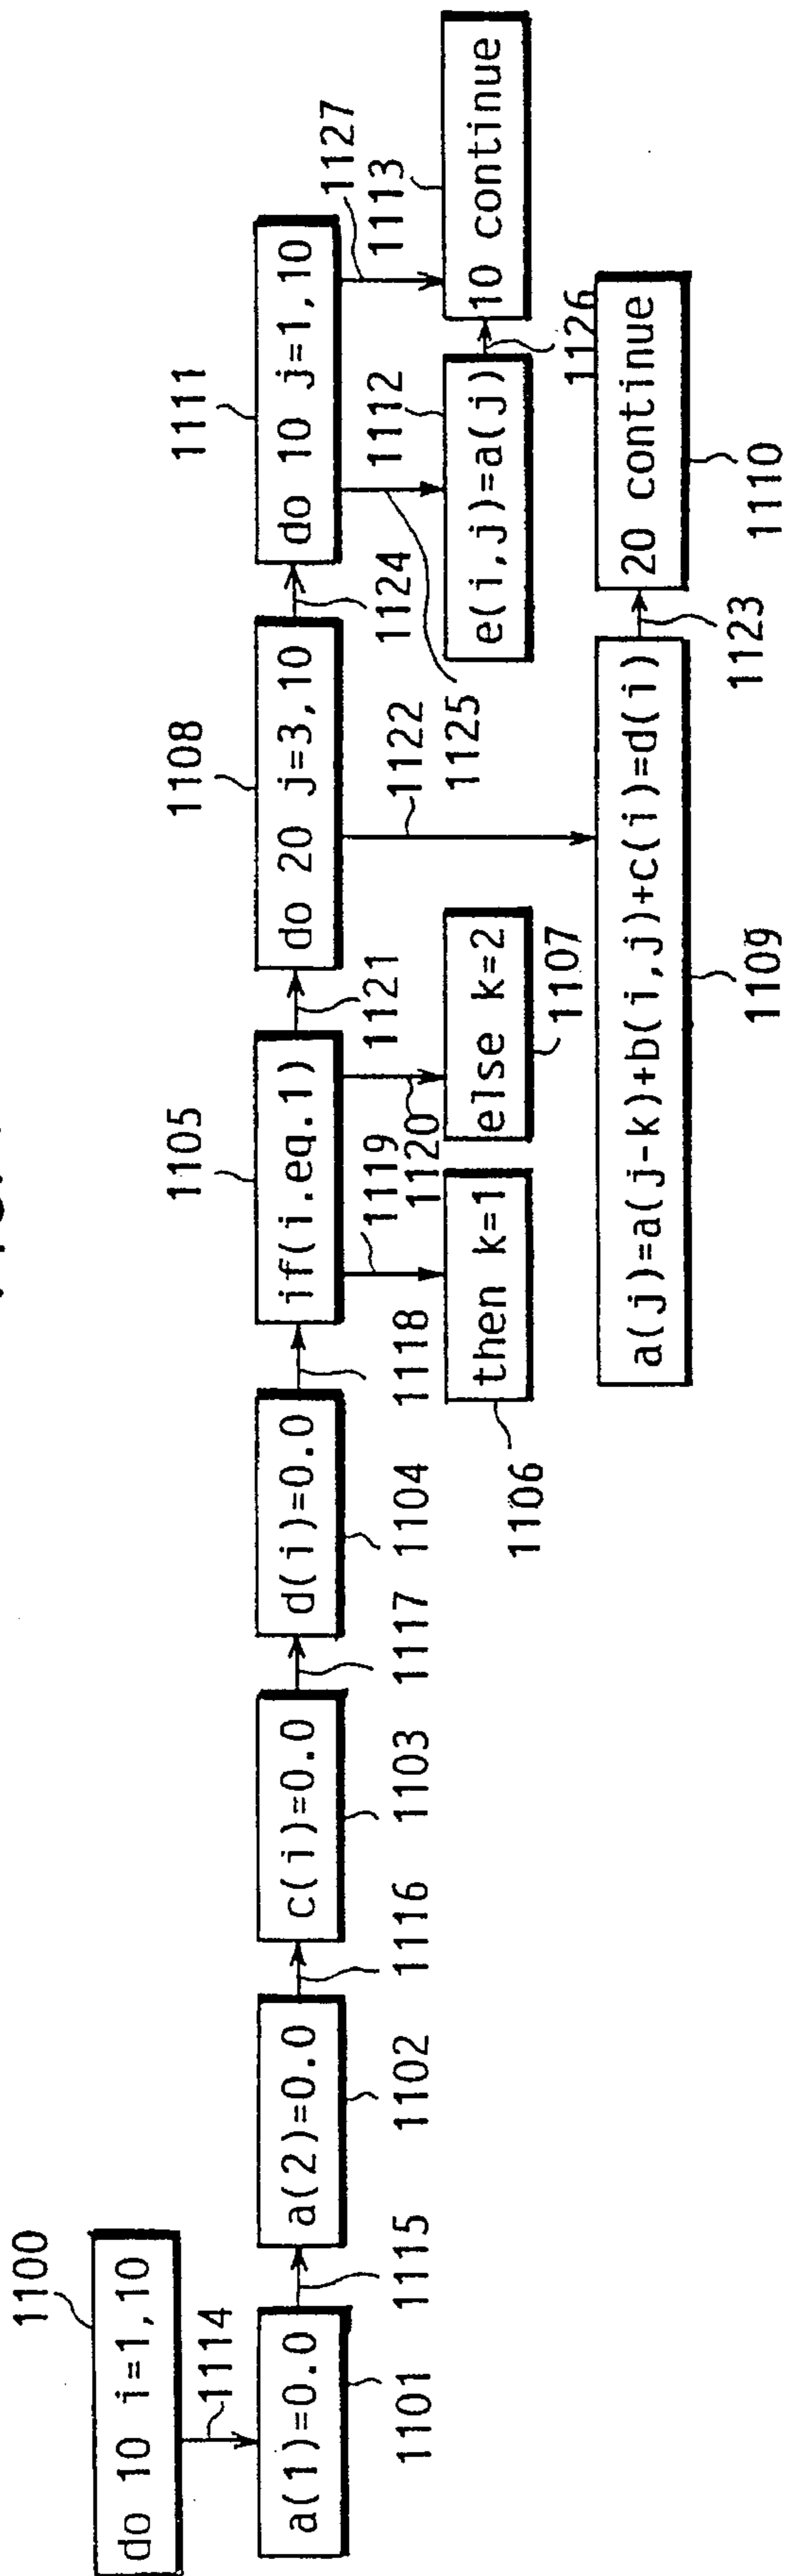 1100
do 10 i=1,10
1114
a(1)=0.0
1101
1115
a(2)=0.0
1102
1116
c(i)=0.0
1103
1117
d(i)=0.0
1104
1118
1105
if(i.eq.1)
1119
1120
1121
then k=1
1106
else k=2
1107
1108
do 20 j=3,10
1122
1124
a(j)=a(j-k)+b(i,j)+c(i)=d(i)
1109
1123
20 continue
1110
1111
do 10 j=1,10
1125
1127
1112
e(i,j)=a(j)
1126
1113
10 continue